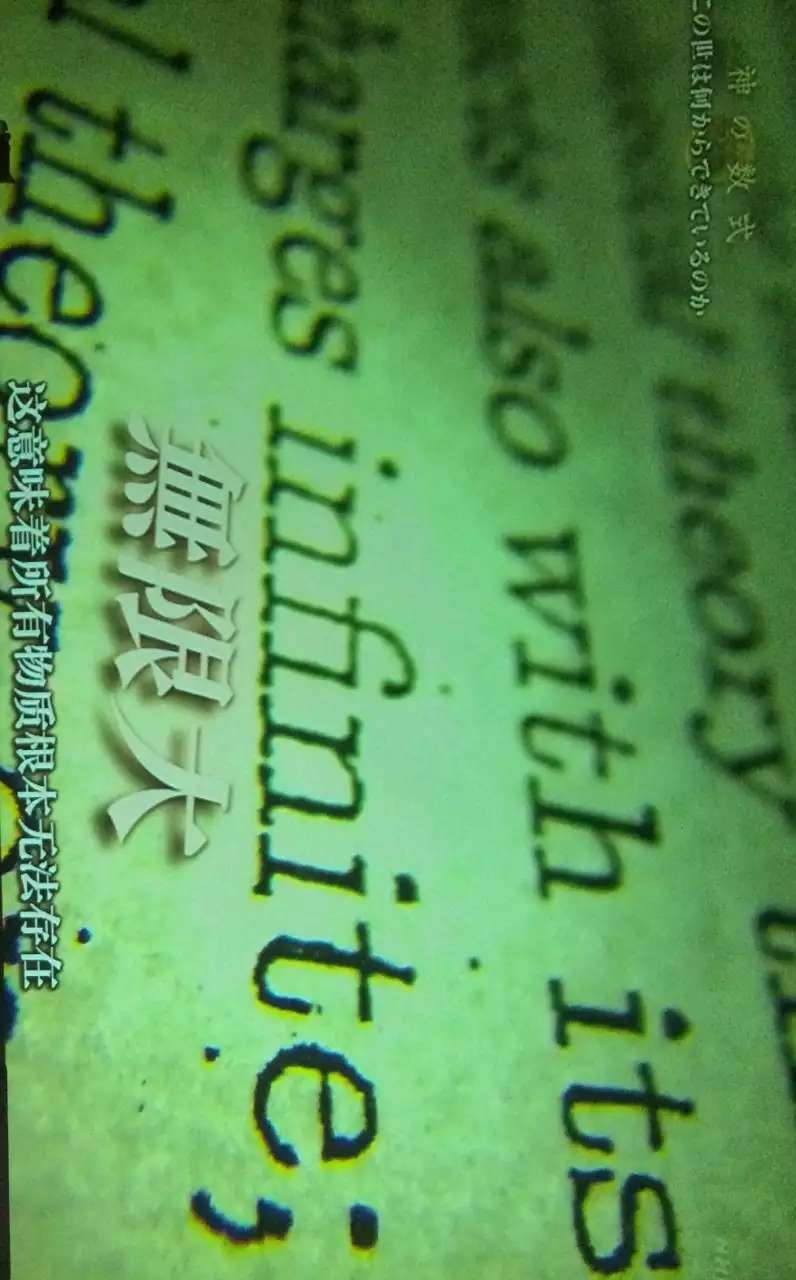 神の数式
この世は何からできているのか
theory
also with its
harges infinite;
無限大
theory
这意味着所有物质根本无法存在